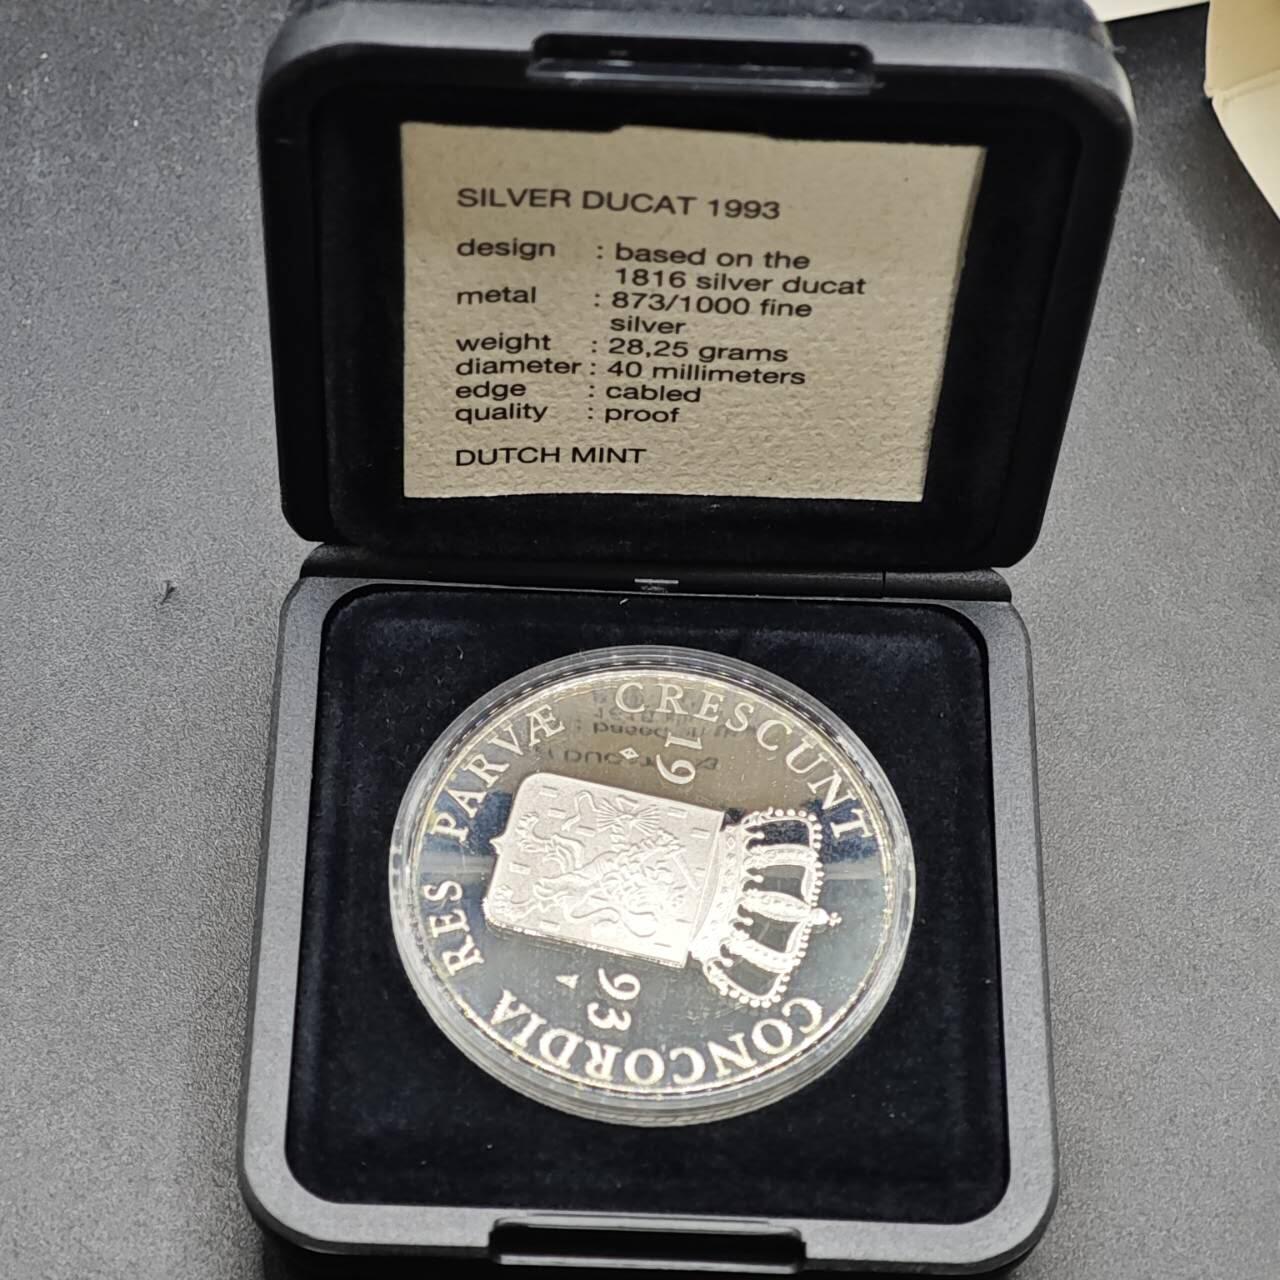 SILVER DUCAT 1993
design : based on the
1816 silver ducat
metal : 873/1000 fine
silver
weight : 28,25 grams
diameter : 40 millimeters
edge : cabled
quality : proof
DUTCH MINT
CONCORDIA RES PARVÆ CRESCUNT
19 93